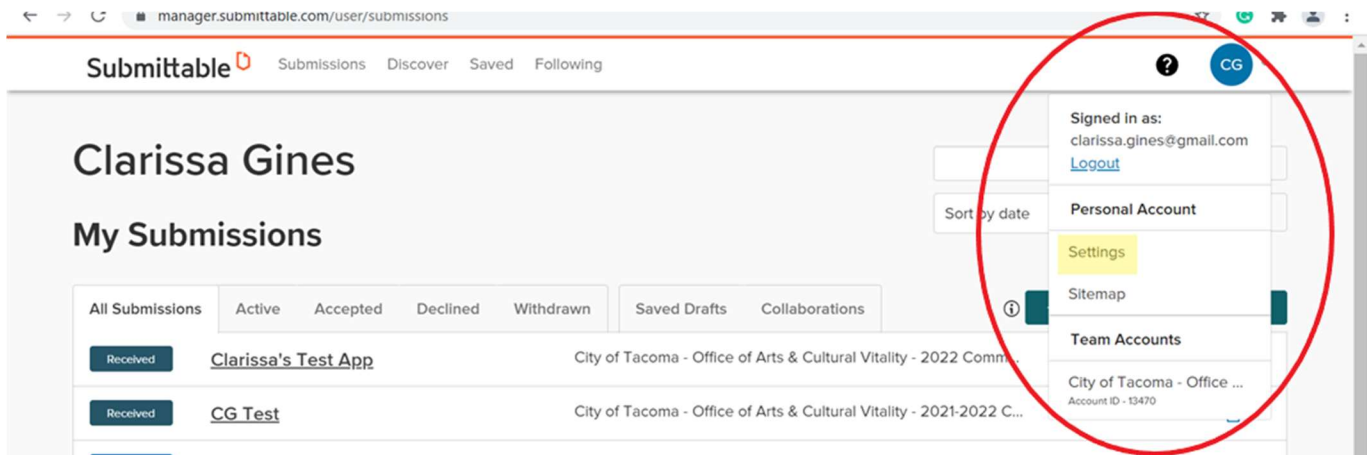 manager.submittable.com/user/submissions
Submittable Submissions Discover Saved Following
? CG
Signed in as:
clarissa.gines@gmail.com
Logout
Clarissa Gines
Sort by date
Personal Account
My Submissions
Settings
Sitemap
All Submissions Active Accepted Declined Withdrawn Saved Drafts Collaborations
Team Accounts
Received Clarissa's Test App City of Tacoma - Office of Arts & Cultural Vitality - 2022 Comm...
City of Tacoma - Office ...
Account ID - 13470
Received CG Test City of Tacoma - Office of Arts & Cultural Vitality - 2021-2022 C...